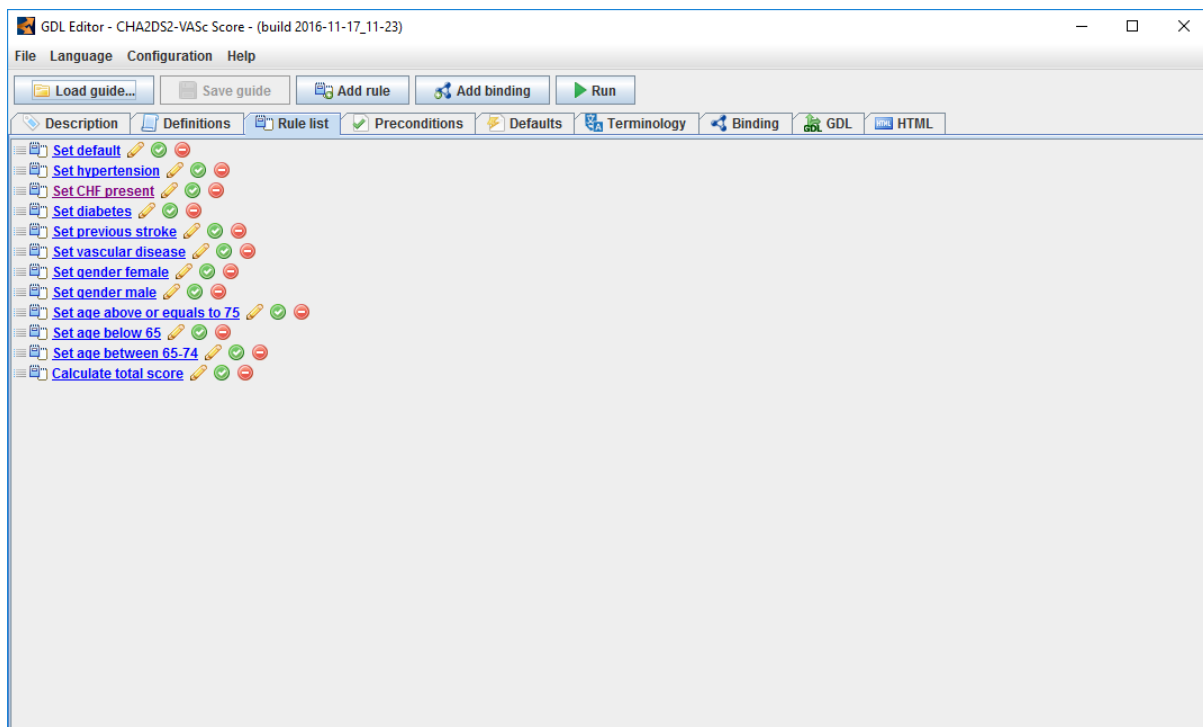 GDL Editor - CHA2DS2-VASc Score - (build 2016-11-17_11-23)
File Language Configuration Help
Load guide... Save guide Add rule Add binding Run
Description Definitions Rule list Preconditions Defaults Terminology Binding GDL GDL HTML HTML
Set default
Set hypertension
Set CHF present
Set diabetes
Set previous stroke
Set vascular disease
Set gender female
Set gender male
Set age above or equals to 75
Set age below 65
Set age between 65-74
Calculate total score